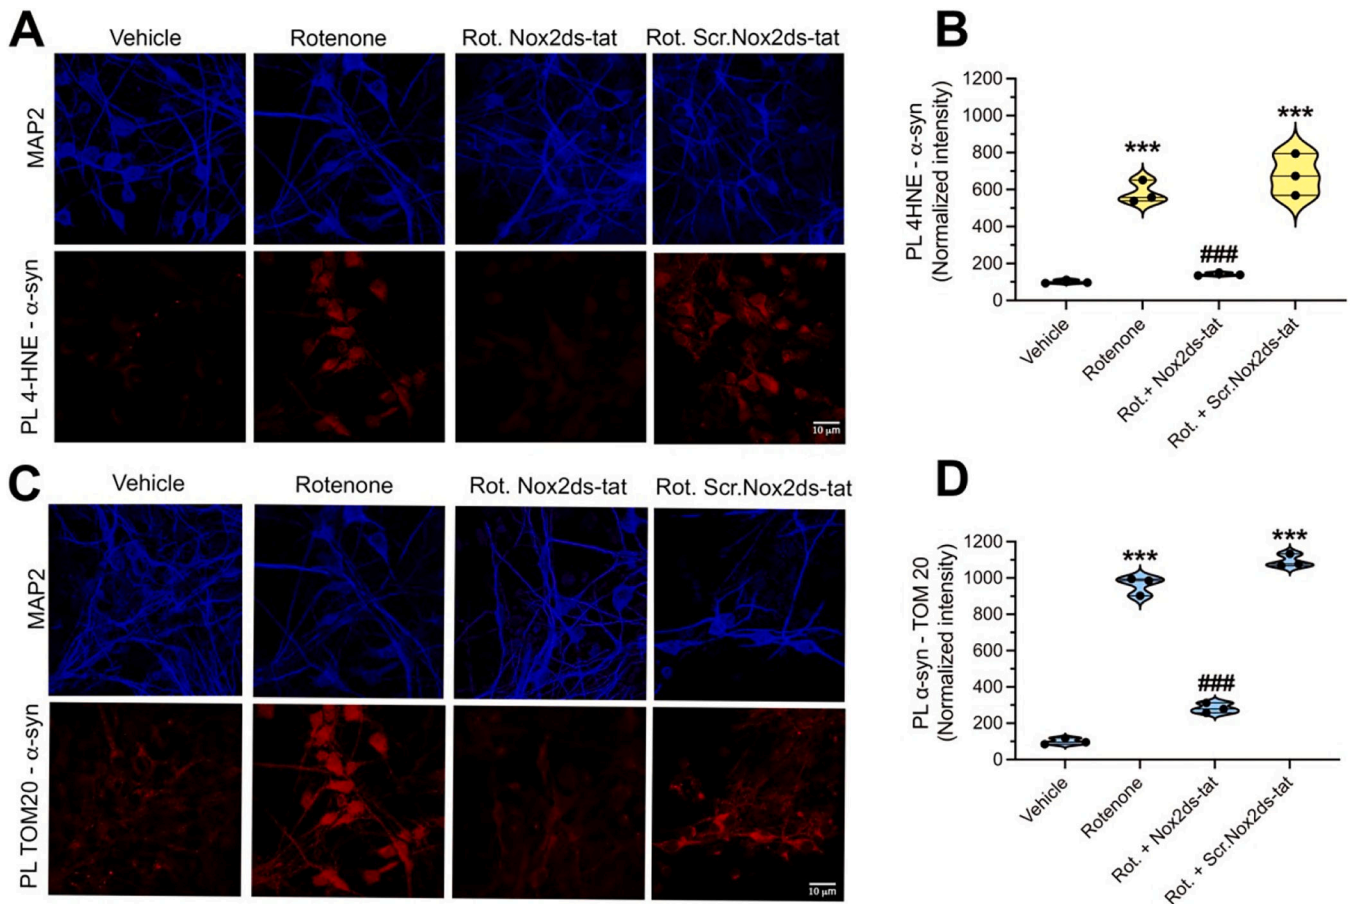 A
Vehicle
Rotenone
Rot. Nox2ds-tat
Rot. Scr.Nox2ds-tat
MAP2
PL 4-HNE - α-syn
10 µm
B
PL 4HNE - α-syn
(Normalized intensity)
1200
1000
800
600
400
200
0
***
###
***
Vehicle
Rotenone
Rot. + Nox2ds-tat
Rot. + Scr.Nox2ds-tat
C
Vehicle
Rotenone
Rot. Nox2ds-tat
Rot. Scr.Nox2ds-tat
MAP2
PL TOM20 - α-syn
10 µm
D
PL α-syn - TOM 20
(Normalized intensity)
1200
1000
800
600
400
200
0
***
###
***
Vehicle
Rotenone
Rot. + Nox2ds-tat
Rot. + Scr.Nox2ds-tat